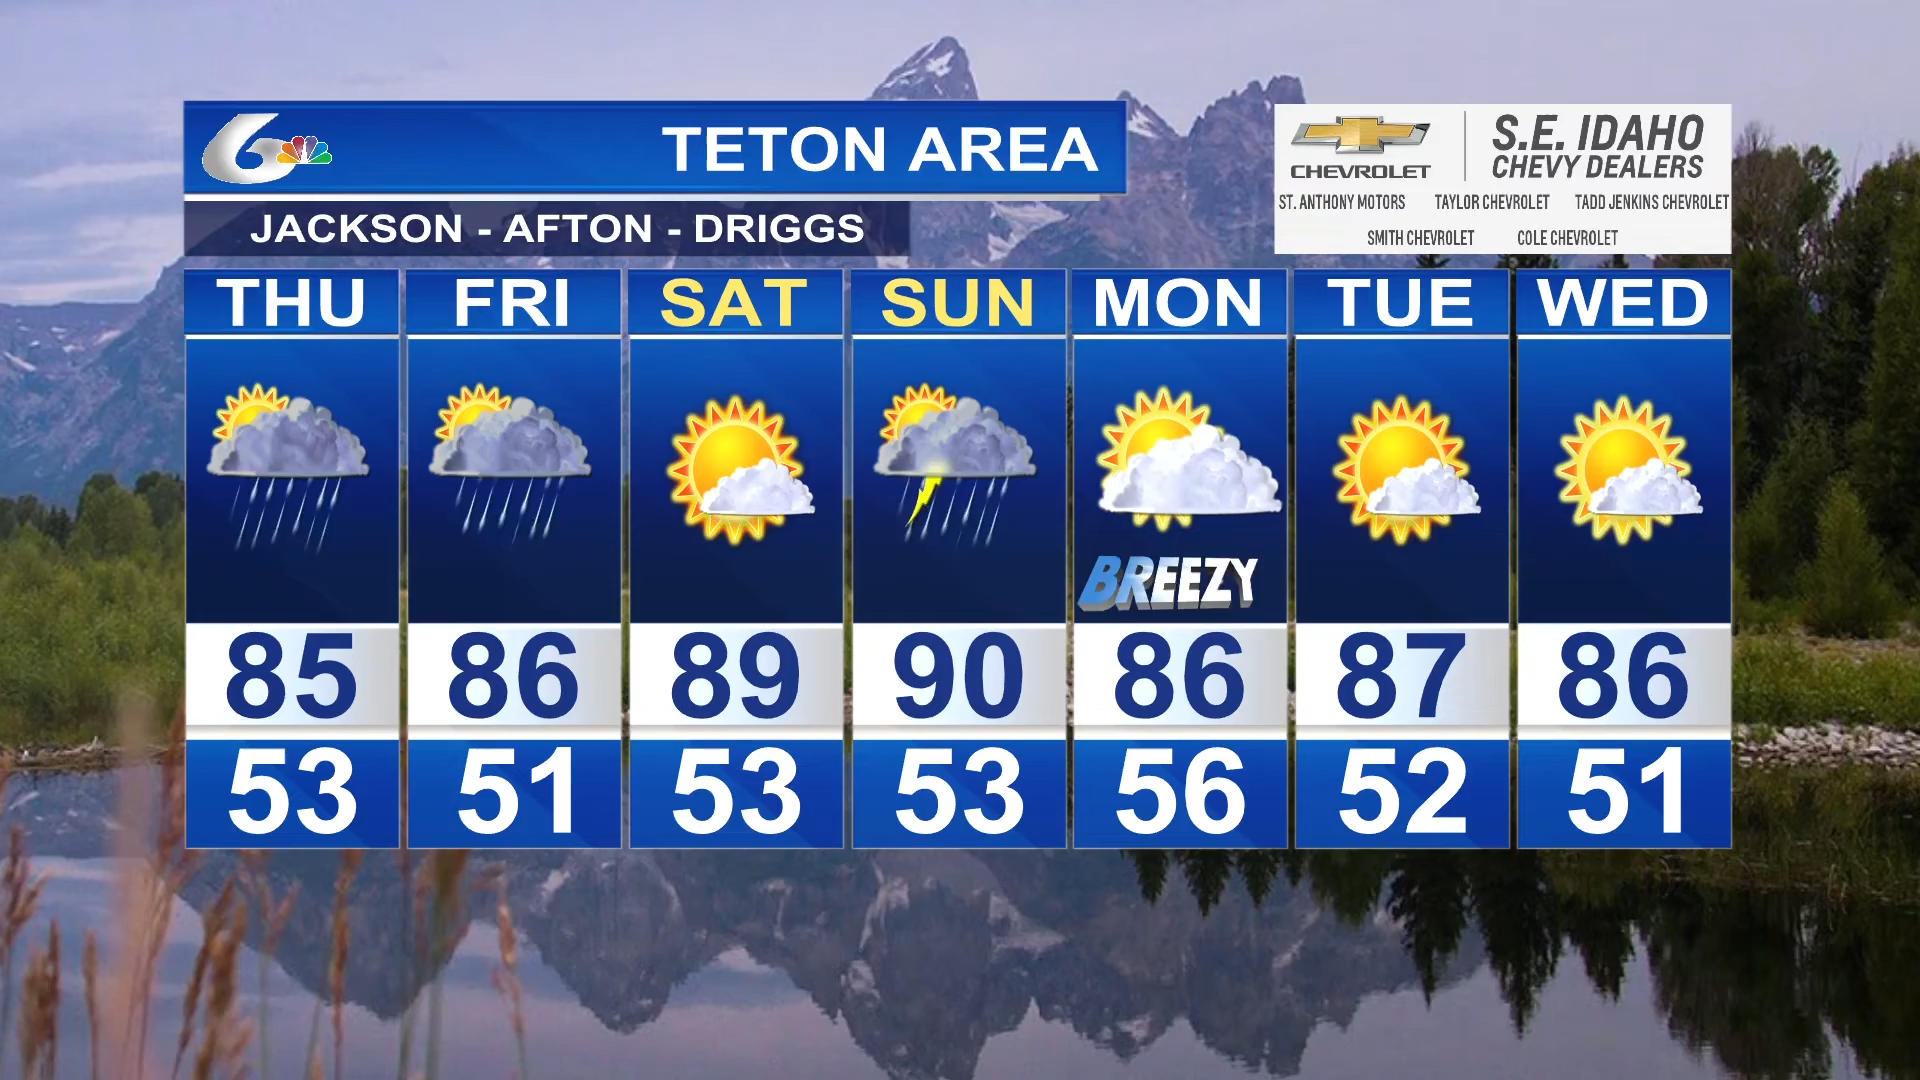 6
TETON AREA
JACKSON - AFTON - DRIGGS
CHEVROLET
S.E. IDAHO
CHEVY DEALERS
ST. ANTHONY MOTORS TAYLOR CHEVROLET TADD JENKINS CHEVROLET
SMITH CHEVROLET COLE CHEVROLET
THU FRI SAT SUN MON TUE WED
BREEZY
85 86 89 90 86 87 86
53 51 53 53 56 52 51